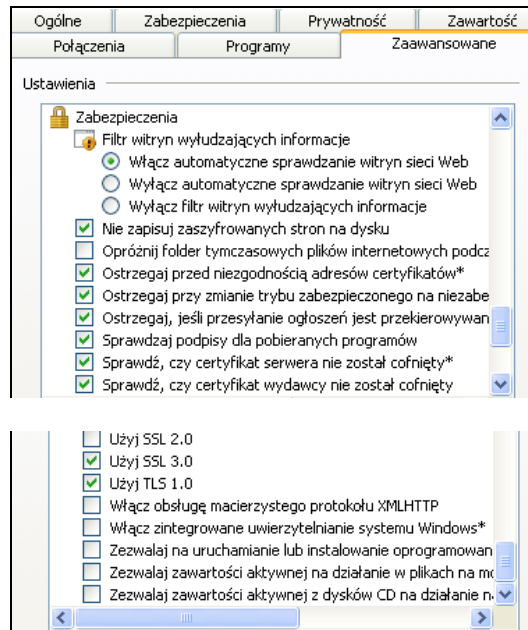 Ogólne Zabezpieczenia Prywatność Zawartość
Połączenia Programy Zaawansowane
Ustawienia
Zabezpieczenia
Filtr witryn wyłudzających informacje
Włącz automatyczne sprawdzanie witryn sieci Web
Wyłącz automatyczne sprawdzanie witryn sieci Web
Wyłącz filtr witryn wyłudzających informacje
Nie zapisuj zaszyfrowanych stron na dysku
Opróżnij folder tymczasowych plików internetowych podcz
Ostrzegaj przed niezgodnością adresów certyfikatów*
Ostrzegaj przy zmianie trybu zabezpieczonego na niezabe
Ostrzegaj, jeśli przesyłanie ogłoszeń jest przekierowywan
Sprawdzaj podpisy dla pobieranych programów
Sprawdź, czy certyfikat serwera nie został cofnięty*
Sprawdź, czy certyfikat wydawcy nie został cofnięty
Użyj SSL 2.0
Użyj SSL 3.0
Użyj TLS 1.0
Włącz obsługę macierzystego protokołu XMLHTTP
Włącz zintegrowane uwierzytelnianie systemu Windows*
Zezwalaj na uruchamianie lub instalowanie oprogramowan
Zezwalaj zawartości aktywnej na działanie w plikach na mo
Zezwalaj zawartości aktywnej z dysków CD na działanie n